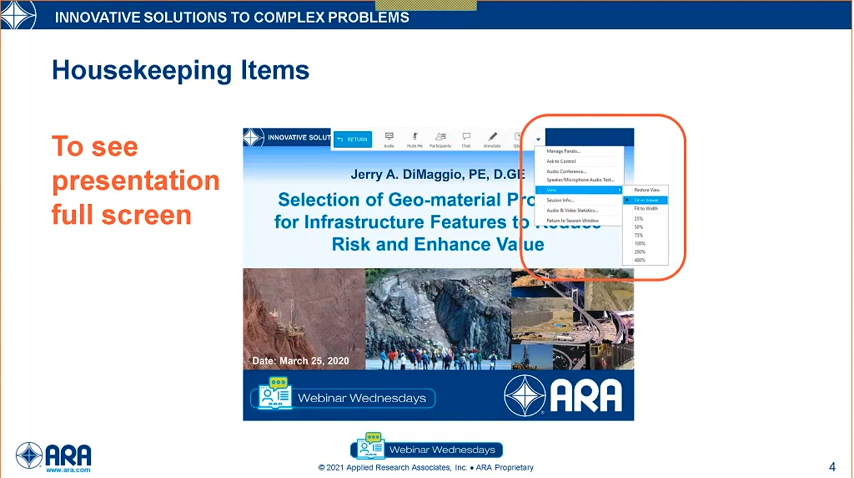 INNOVATIVE SOLUTIONS TO COMPLEX PROBLEMS
Housekeeping Items
To see
presentation
full screen
INNOVATIVE SOLUT
RETURN
Audio
Mute Me
Participants
Chat
Annotate
Manage Panels...
Ask to Control
Audio Conference...
Speaker/Microphone Audio Test...
View
Session Info...
Audio & Video Statistics...
Return to Session Window
Restore View
Fit in Viewer
Fit to Width
25%
50%
75%
100%
200%
400%
Jerry A. DiMaggio, PE, D.GE
Selection of Geo-material Pro
for Infrastructure Features to Reduce
Risk and Enhance Value
Date: March 25, 2020
Webinar Wednesdays
ARA
ARA
www.ara.com
Webinar Wednesdays
© 2021 Applied Research Associates, Inc. ● ARA Proprietary
4